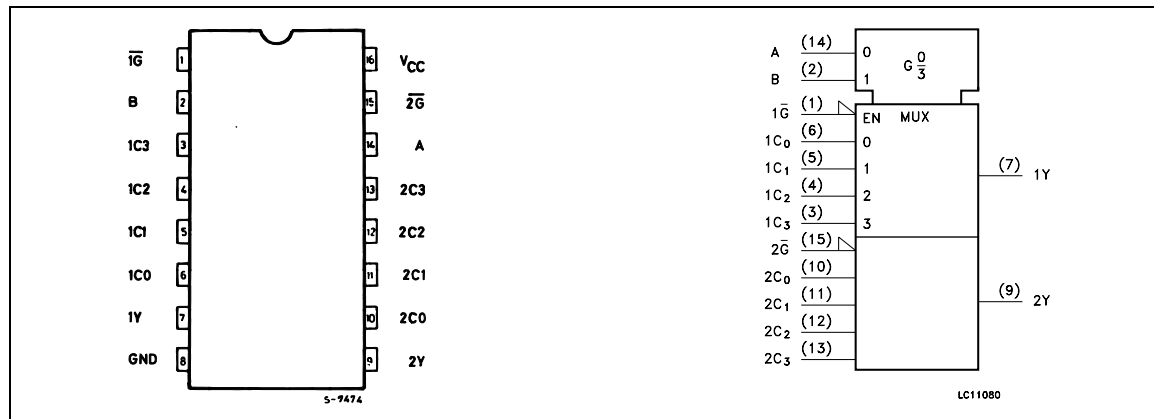 1G̅ 1
B 2
1C3 3
1C2 4
1C1 5
1C0 6
1Y 7
GND 8
16 VCC
15 2G̅
14 A
13 2C3
12 2C2
11 2C1
10 2C0
9 2Y
S-9474
A (14) 0
B (2) 1
G 0/3
1G̅ (1) EN MUX
1C₀ (6) 0
1C₁ (5) 1
1C₂ (4) 2
1C₃ (3) 3
(7) 1Y
2G̅ (15)
2C₀ (10)
2C₁ (11)
2C₂ (12)
2C₃ (13)
(9) 2Y
LC11080